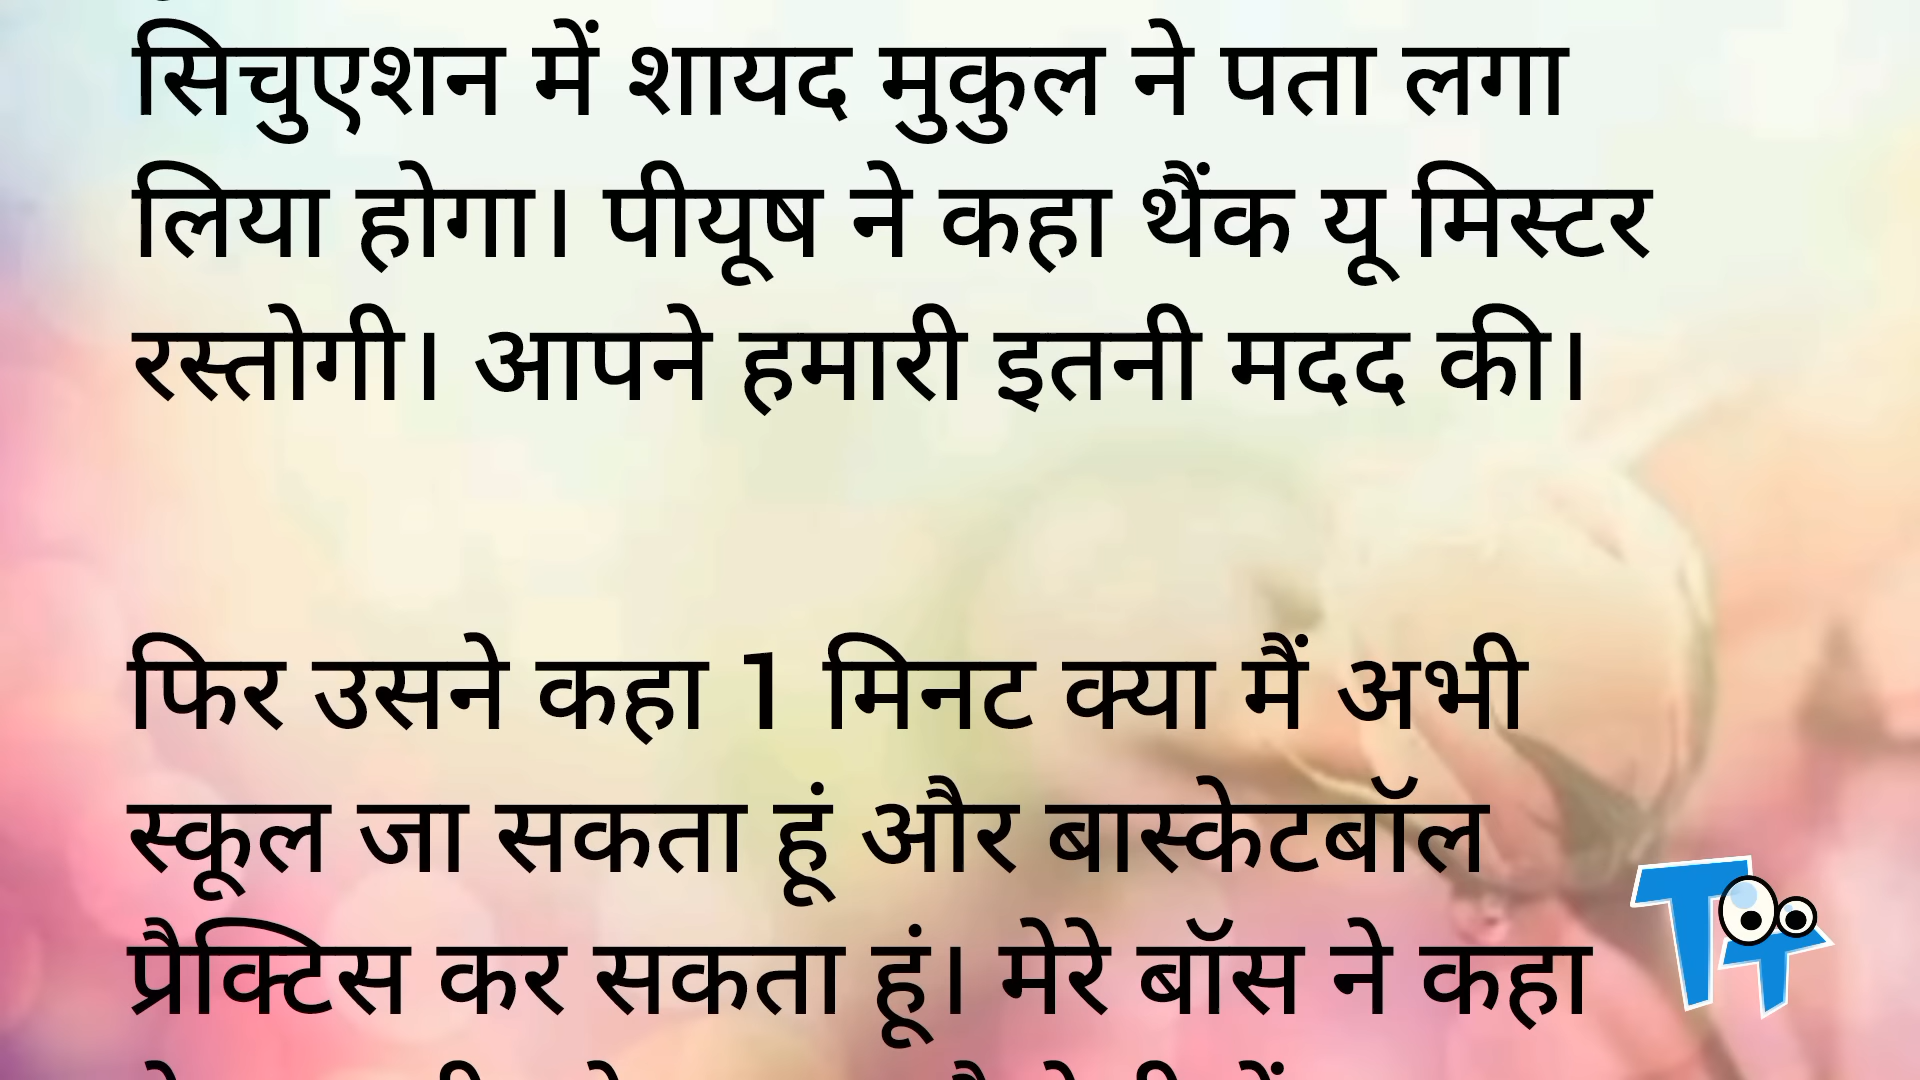 सिचुएशन में शायद मुकुल ने पता लगा
लिया होगा। पीयूष ने कहा थैंक यू मिस्टर
रस्तोगी। आपने हमारी इतनी मदद की।
फिर उसने कहा 1 मिनट क्या मैं अभी
स्कूल जा सकता हूं और बास्केटबॉल
प्रैक्टिस कर सकता हूं। मेरे बॉस ने कहा
TT